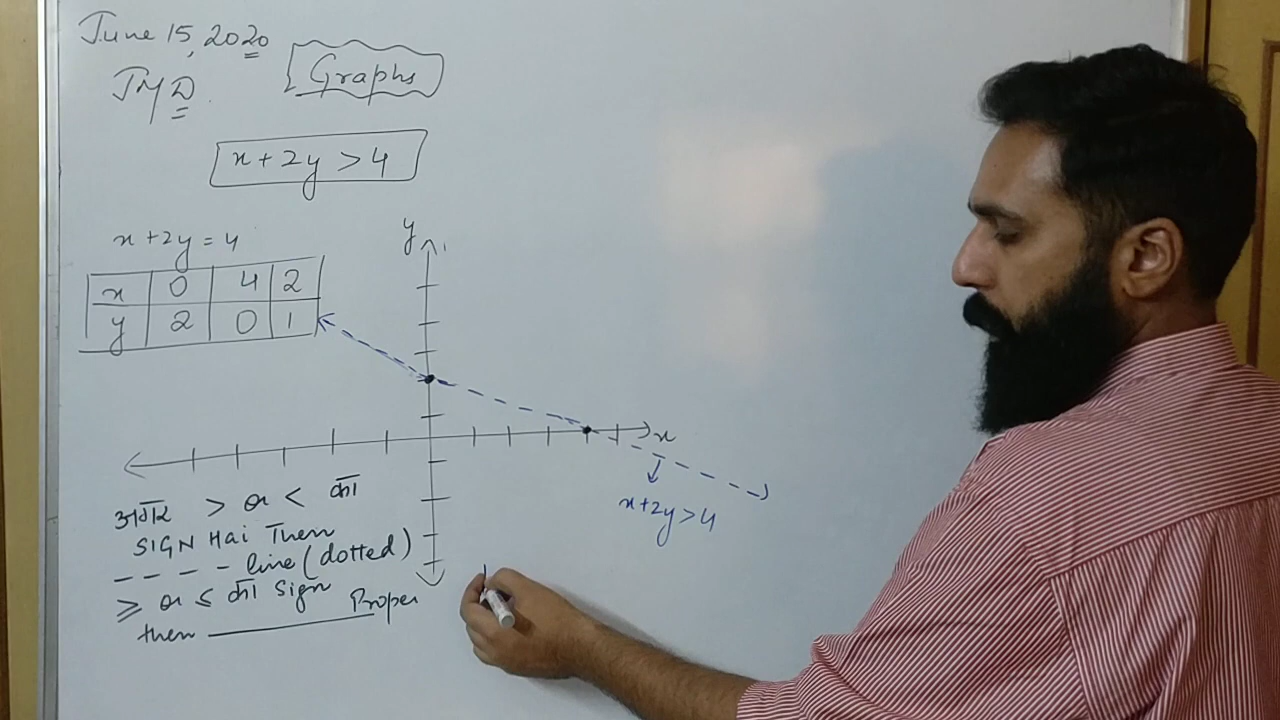 June 15, 2020
JMD
Graphs
x + 2y > 4
x + 2y = 4
x 0 4 2
y 2 0 1
y
x
x+2y>4
अगर > or < का
SIGN Hai Then
---- line (dotted)
≥ or ≤ का Sign
then ——— Proper